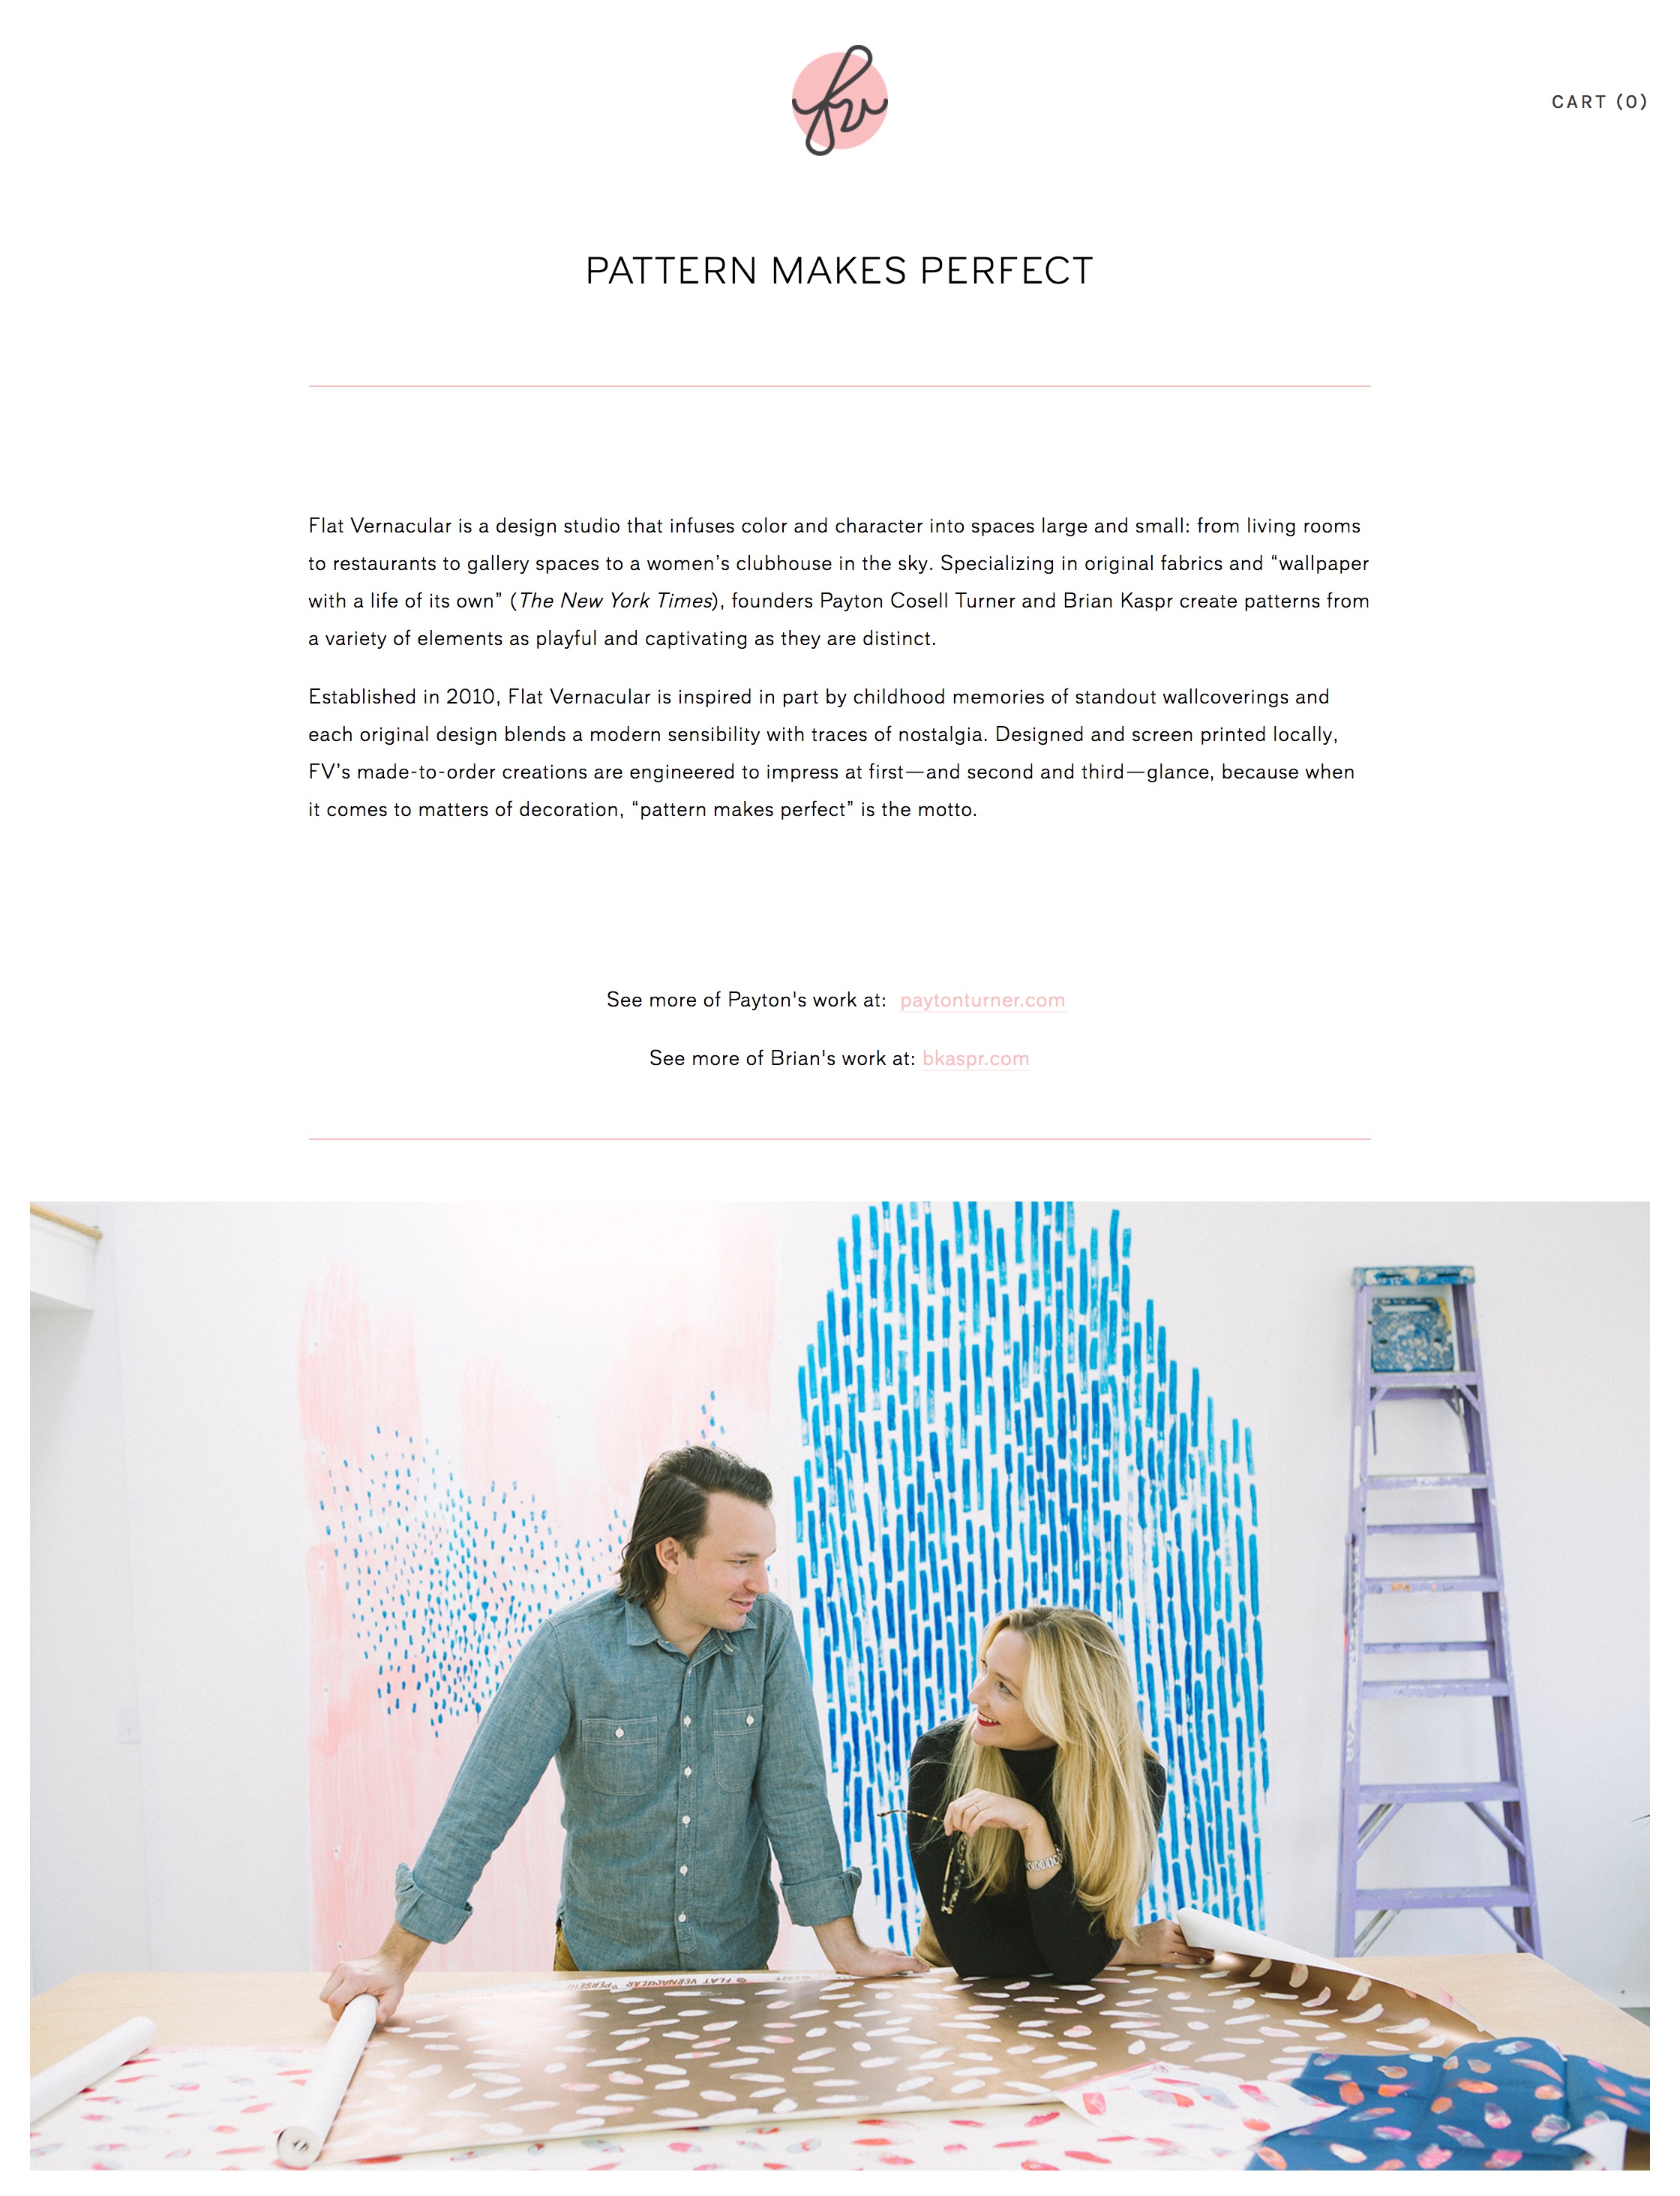 fv
CART (0)
PATTERN MAKES PERFECT
Flat Vernacular is a design studio that infuses color and character into spaces large and small: from living rooms
to restaurants to gallery spaces to a women’s clubhouse in the sky. Specializing in original fabrics and “wallpaper
with a life of its own” (The New York Times), founders Payton Cosell Turner and Brian Kaspr create patterns from
a variety of elements as playful and captivating as they are distinct.
Established in 2010, Flat Vernacular is inspired in part by childhood memories of standout wallcoverings and
each original design blends a modern sensibility with traces of nostalgia. Designed and screen printed locally,
FV’s made-to-order creations are engineered to impress at first—and second and third—glance, because when
it comes to matters of decoration, “pattern makes perfect” is the motto.
See more of Payton's work at: paytonturner.com
See more of Brian's work at: bkaspr.com
FLAT VERNACULAR "PERSEID